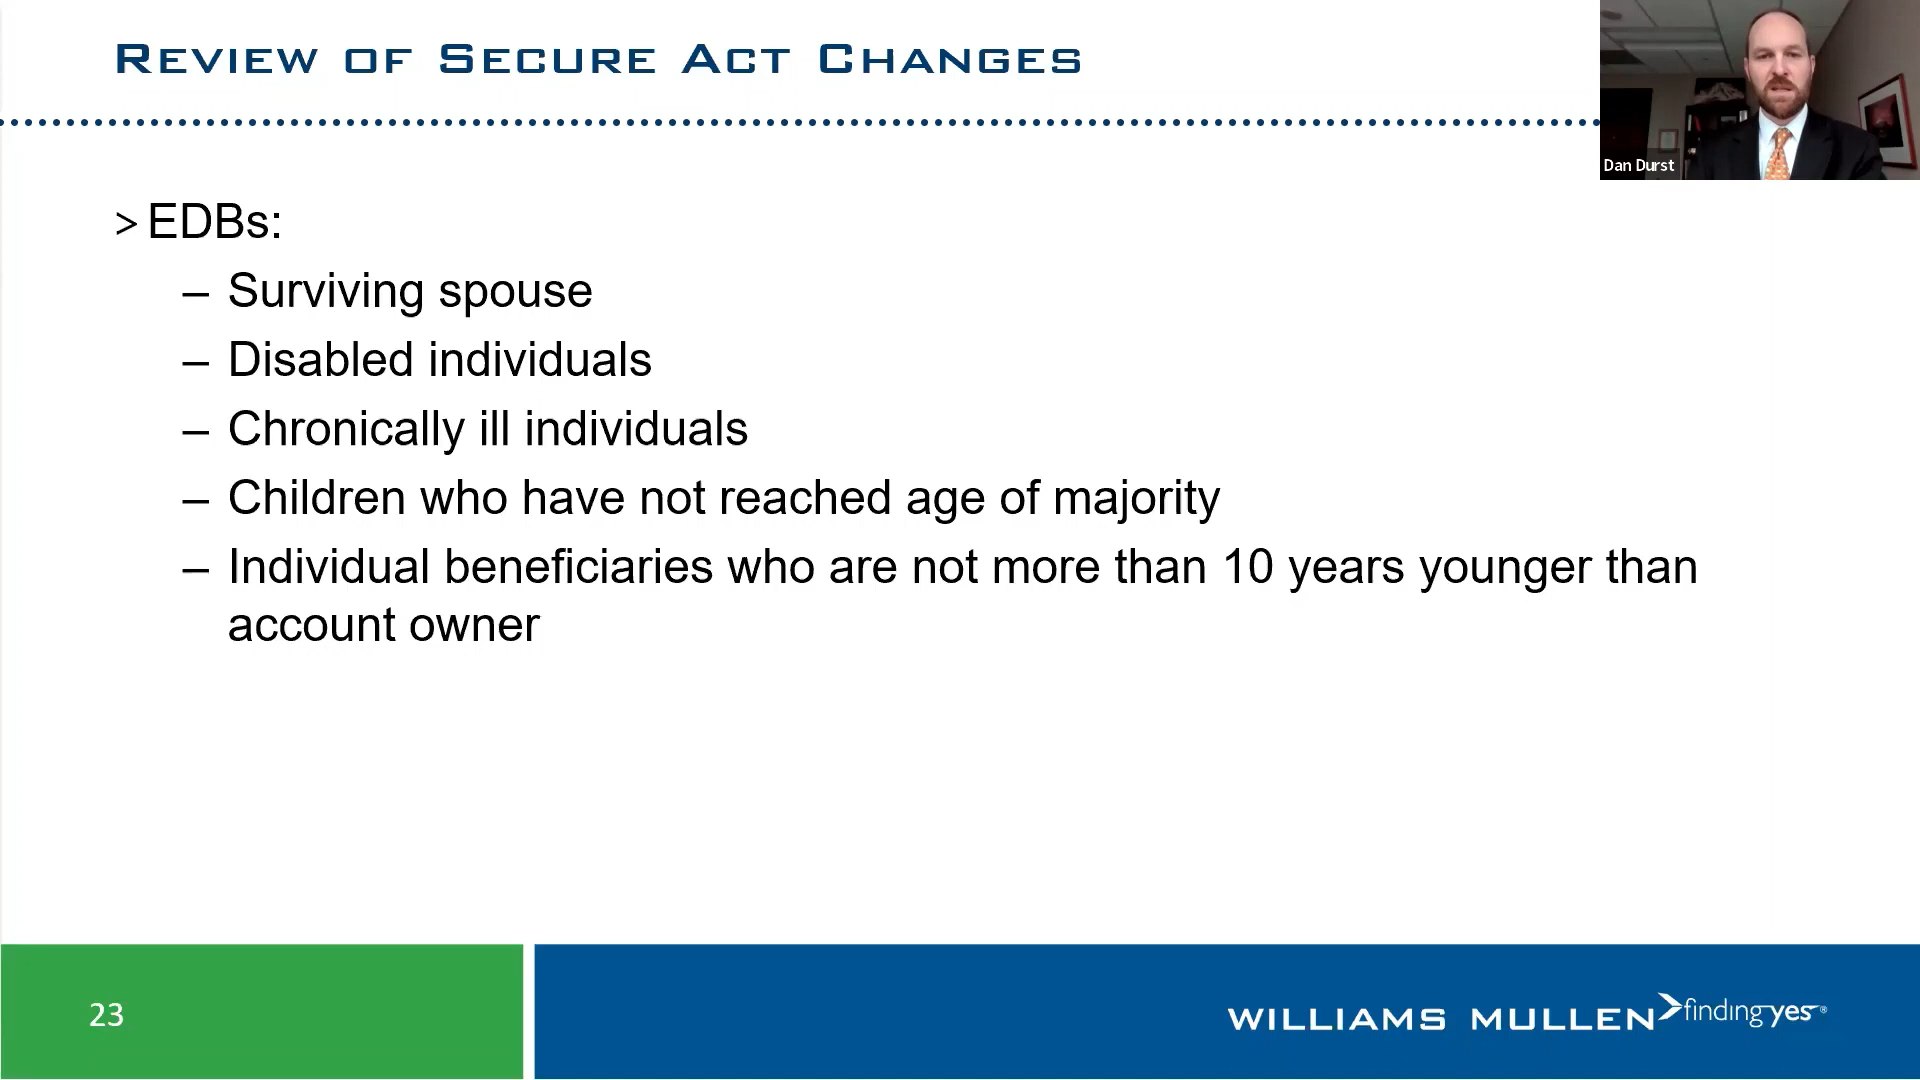 Review of Secure Act Changes
Dan Durst
> EDBs:
– Surviving spouse
– Disabled individuals
– Chronically ill individuals
– Children who have not reached age of majority
– Individual beneficiaries who are not more than 10 years younger than
account owner
23
WILLIAMS MULLEN findingyes®